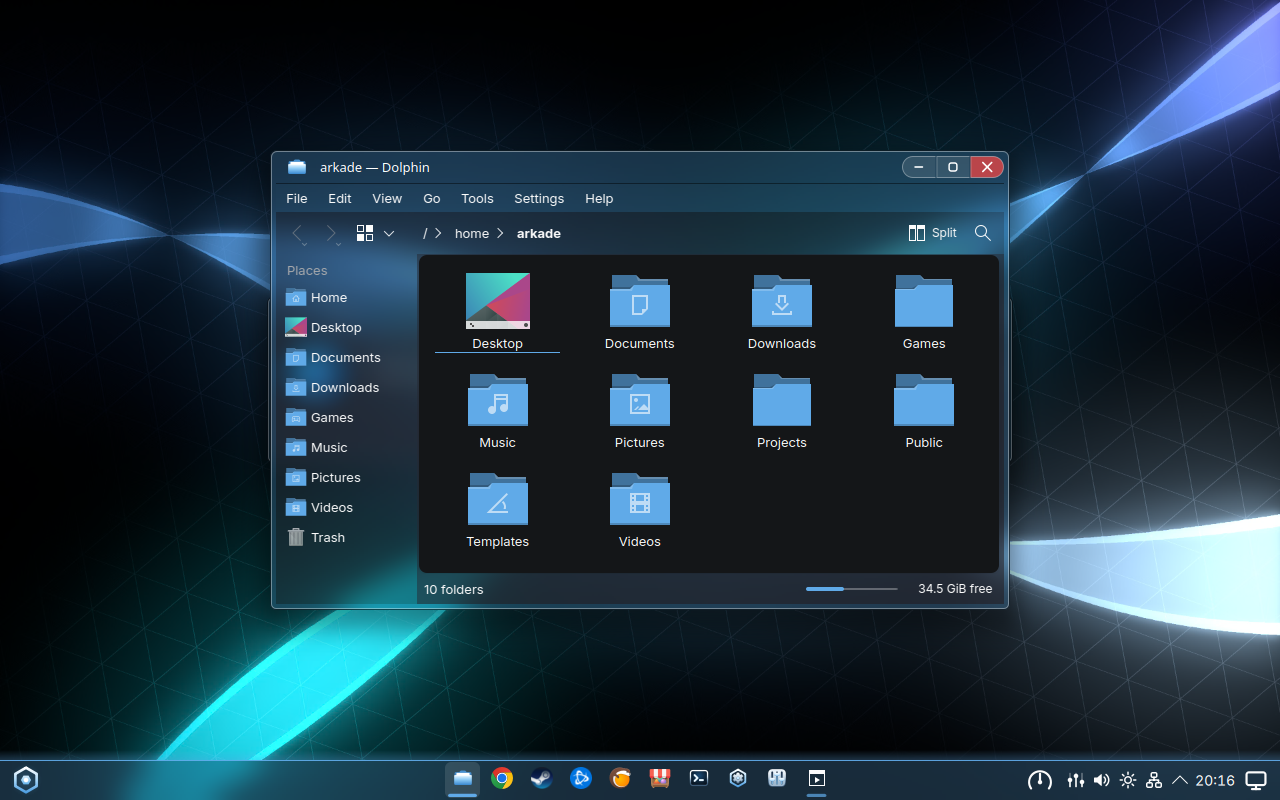 arkade — Dolphin
File Edit View Go Tools Settings Help
/ home arkade Split
Places
Home
Desktop
Documents
Downloads
Games
Music
Pictures
Videos
Trash
Desktop Documents Downloads Games
Music Pictures Projects Public
Templates Videos
10 folders 34.5 GiB free
20:16